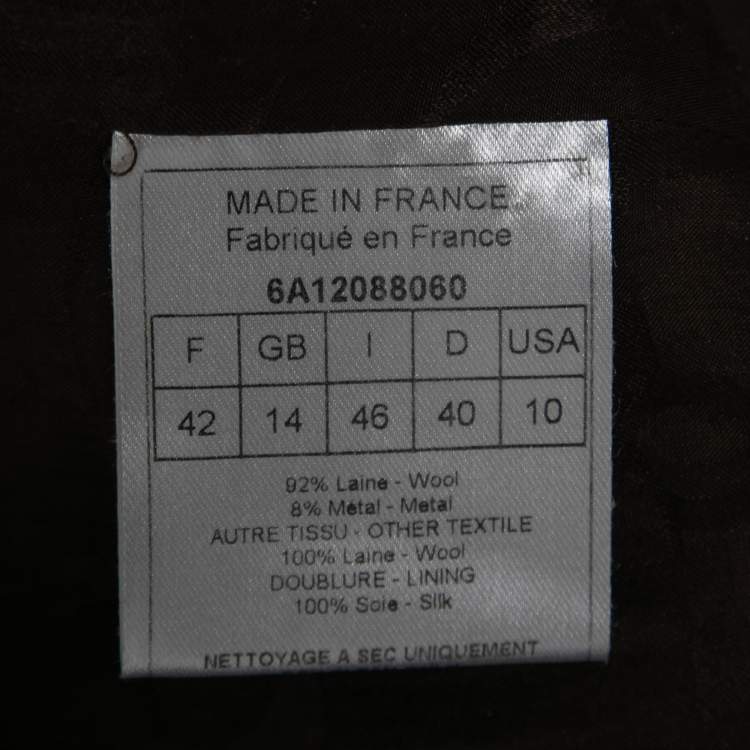 MADE IN FRANCE
Fabriqué en France
6A12088060
F GB I D USA
42 14 46 40 10
92% Laine - Wool
8% Métal - Metal
AUTRE TISSU - OTHER TEXTILE
100% Laine - Wool
DOUBLURE - LINING
100% Soie - Silk
NETTOYAGE A SEC UNIQUEMENT